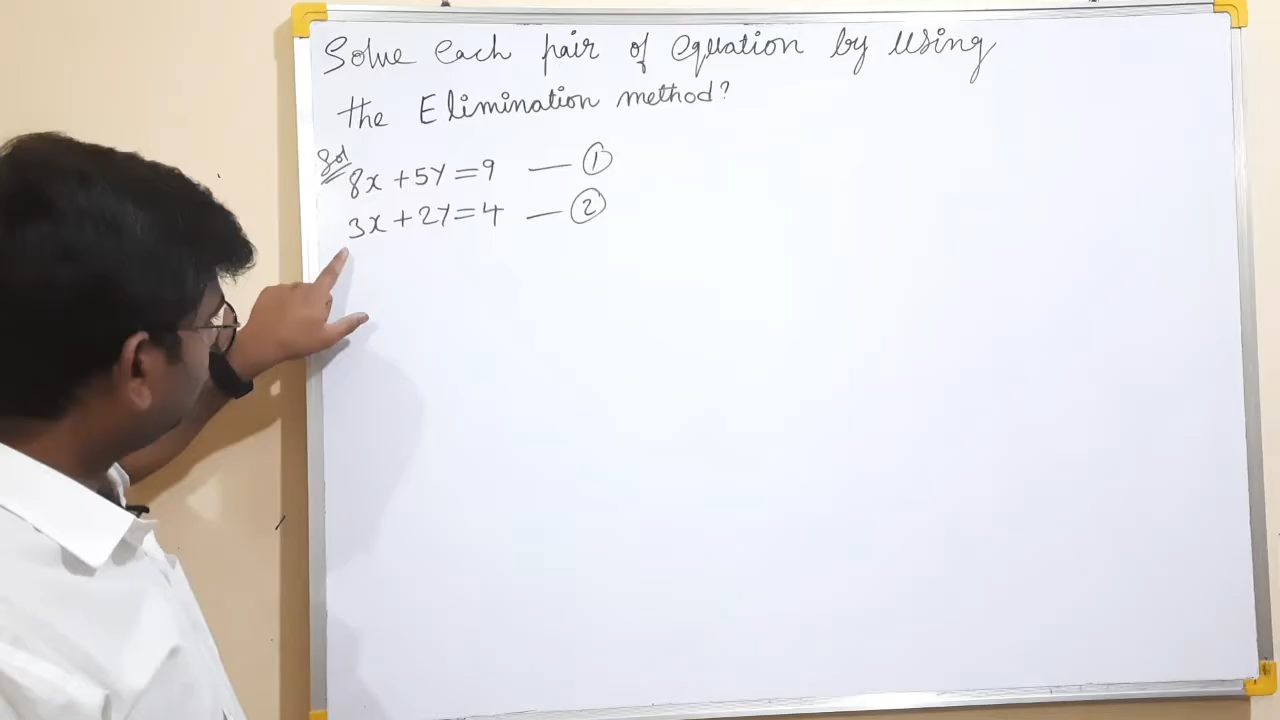 Solve each pair of equation by using
the Elimination method?
Sol
8x + 5y = 9 — ①
3x + 2y = 4 — ②